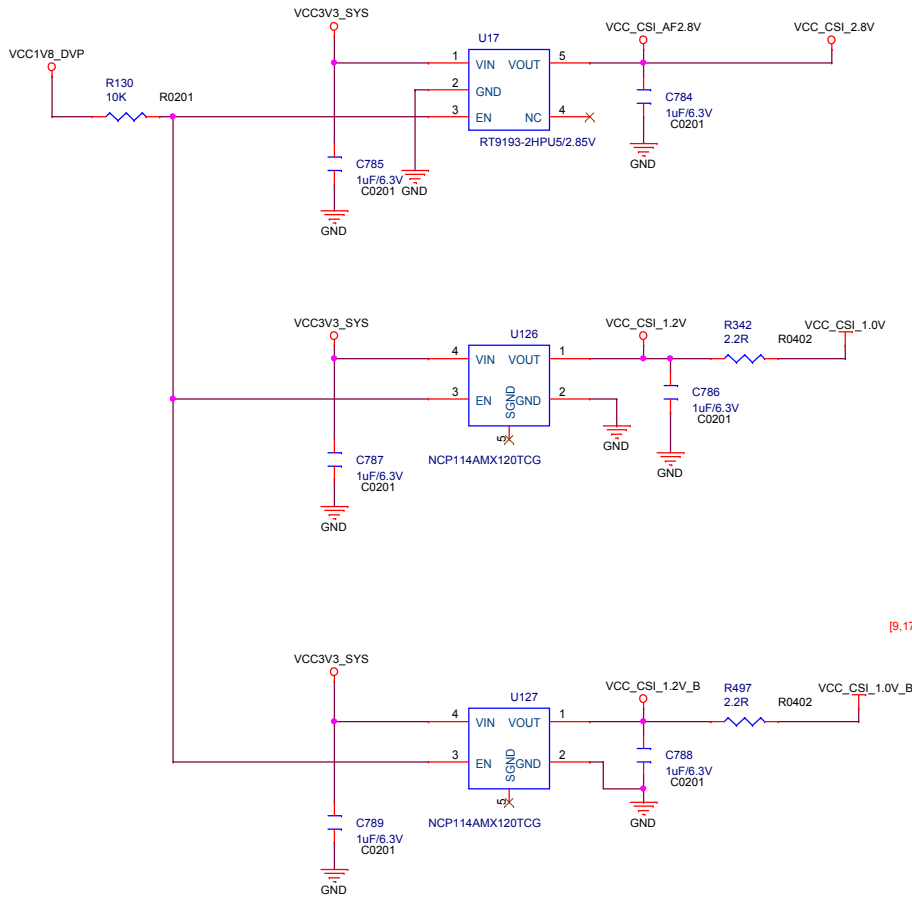 VCC3V3_SYS
VCC_CSI_AF2.8V
VCC_CSI_2.8V
VCC1V8_DVP
U17
R130
10K
R0201
1
VIN
VOUT
5
2
GND
3
EN
NC
4
RT9193-2HPU5/2.85V
C784
1uF/6.3V
C0201
GND
C785
1uF/6.3V
C0201
GND
GND
VCC3V3_SYS
U126
VCC_CSI_1.2V
R342
2.2R
R0402
VCC_CSI_1.0V
4
VIN
VOUT
1
3
EN
SGND
GND
2
5
NCP114AMX120TCG
GND
C786
1uF/6.3V
C0201
GND
C787
1uF/6.3V
C0201
GND
[9,17
VCC3V3_SYS
U127
VCC_CSI_1.2V_B
R497
2.2R
R0402
VCC_CSI_1.0V_B
4
VIN
VOUT
1
3
EN
SGND
GND
2
5
NCP114AMX120TCG
C788
1uF/6.3V
C0201
GND
C789
1uF/6.3V
C0201
GND